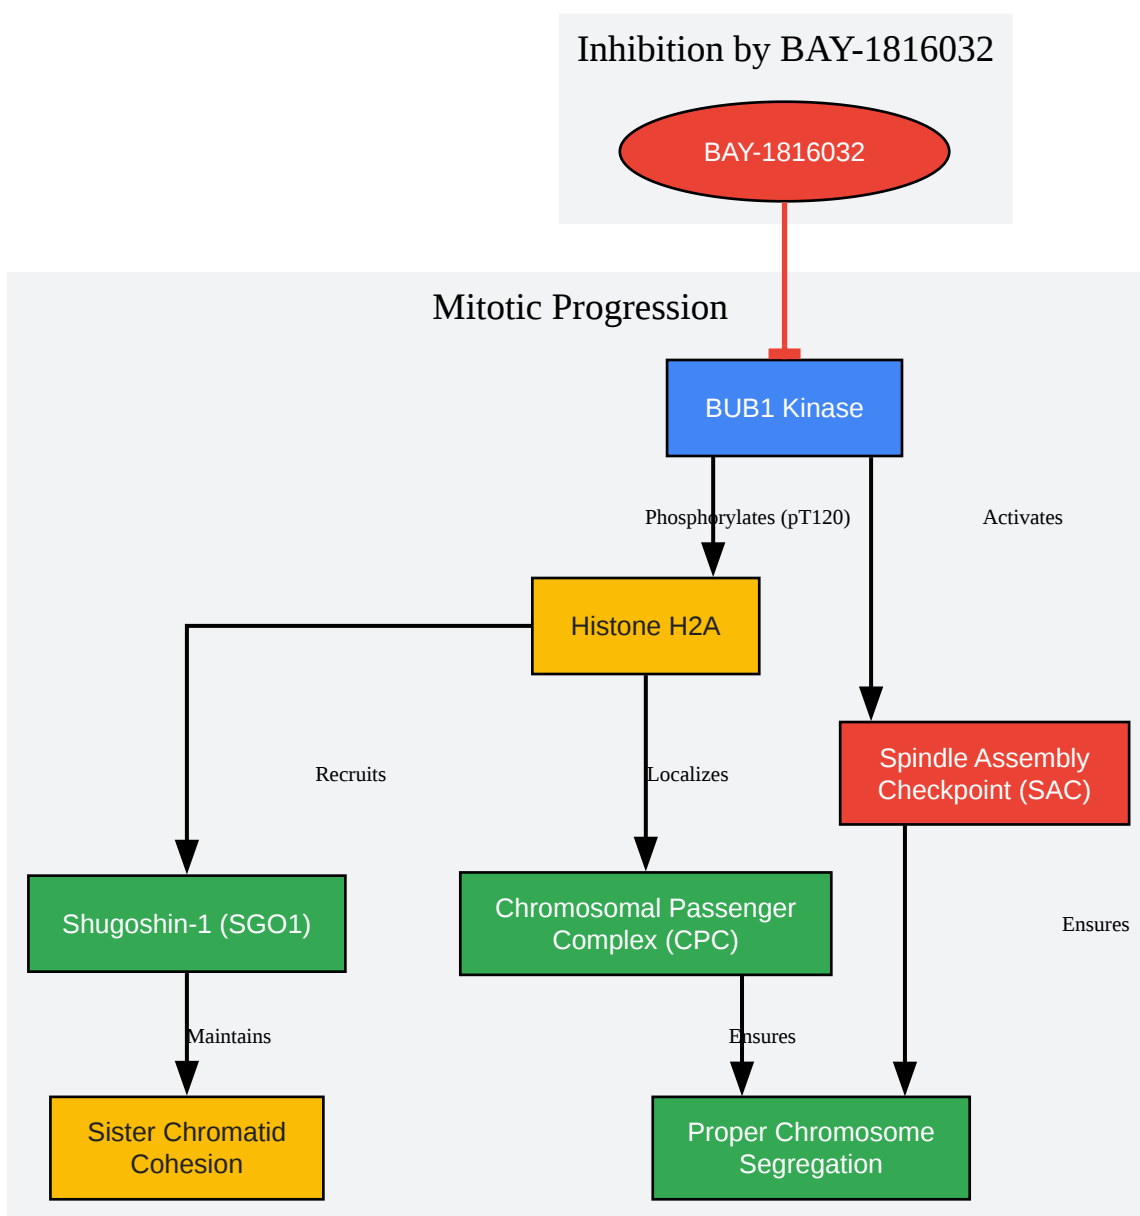 Inhibition by BAY-1816032
BAY-1816032
Mitotic Progression
BUB1 Kinase
Phosphorylates (pT120)
Activates
Histone H2A
Recruits
Localizes
Spindle Assembly
Checkpoint (SAC)
Shugoshin-1 (SGO1)
Chromosomal Passenger
Complex (CPC)
Ensures
Maintains
Ensures
Sister Chromatid
Cohesion
Proper Chromosome
Segregation